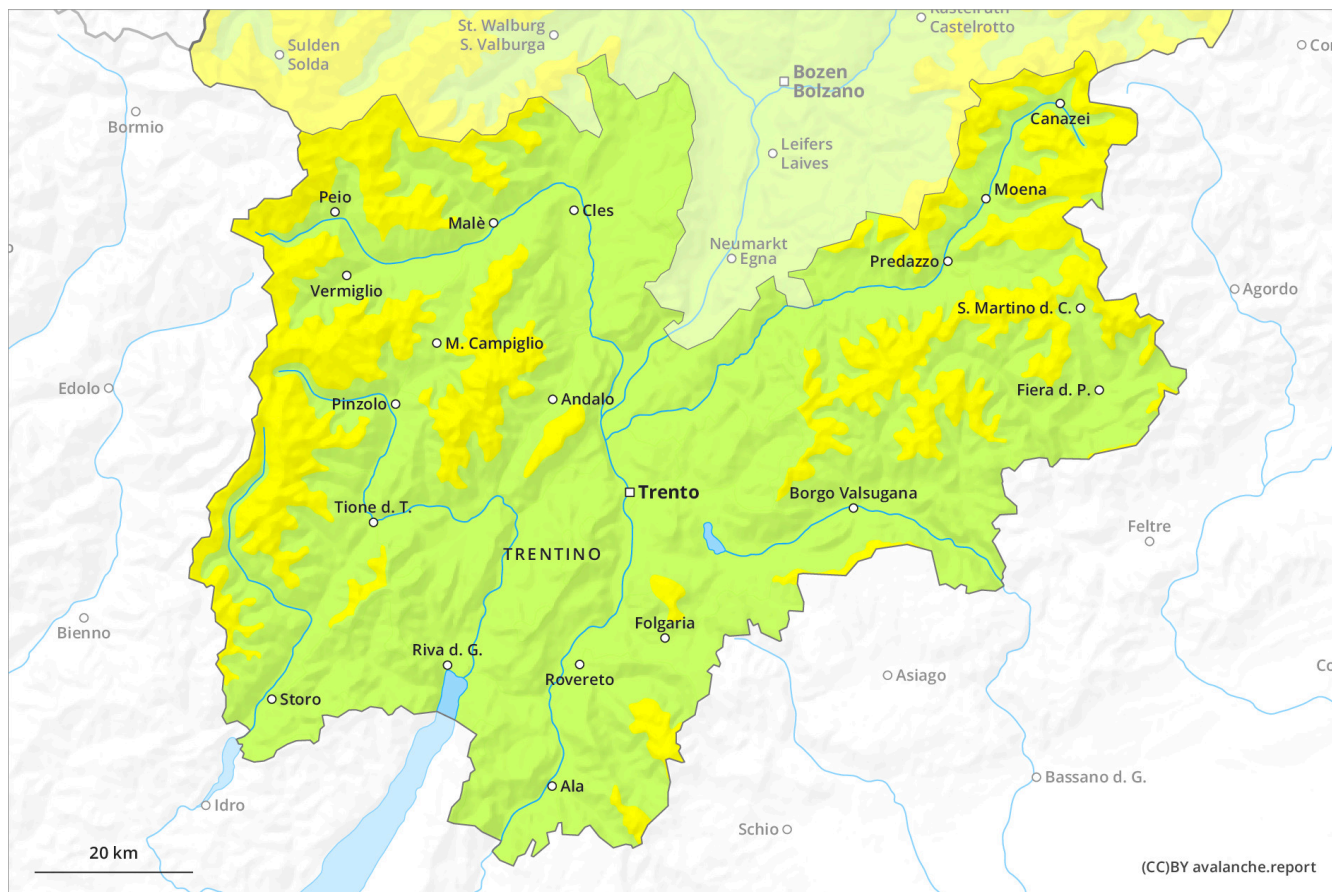 Kastelruth
Castelrotto
St. Walburg
S. Valburga
Sulden
Solda
Bozen
Bolzano
Bormio
Canazei
Leifers
Laives
Peio
Moena
Malè
Cles
Neumarkt
Egna
Predazzo
Vermiglio
Agordo
S. Martino d. C.
M. Campiglio
Edolo
Pinzolo
Andalo
Fiera d. P.
Trento
Borgo Valsugana
Tione d. T.
Feltre
TRENTINO
Bienno
Folgaria
Riva d. G.
Rovereto
Asiago
Storo
Bassano d. G.
Ala
Idro
Schio
20 km
(CC)BY avalanche.report